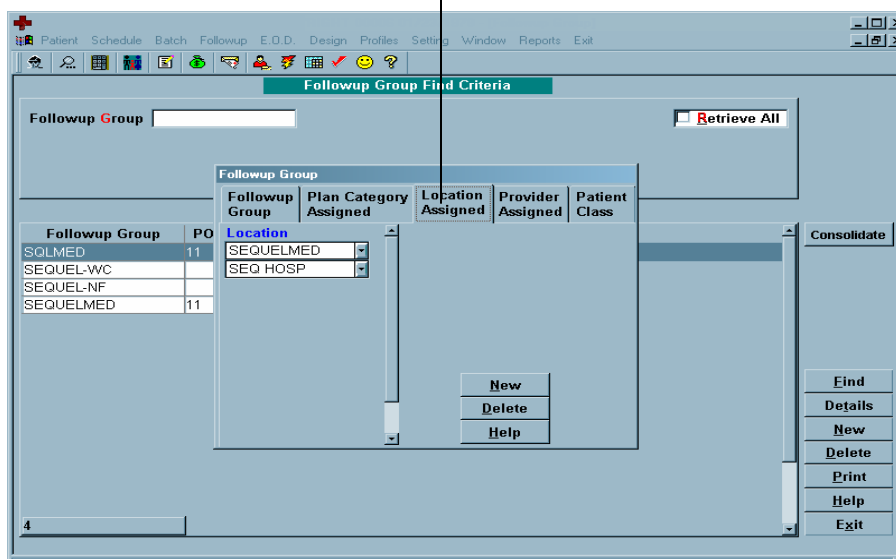 Patient Schedule Batch Followup E.O.D. Design Profiles Setting Window Reports Exit
Followup Group Find Criteria
Followup Group
Retrieve All
Followup Group
Followup Group
Plan Category Assigned
Location Assigned
Provider Assigned
Patient Class
Followup Group PO
Location
SQLMED 11
SEQUEL-WC
SEQUEL-NF
SEQUELMED 11
SEQUELMED
SEQ HOSP
New
Delete
Help
Consolidate
Find
Details
New
Delete
Print
Help
Exit
4